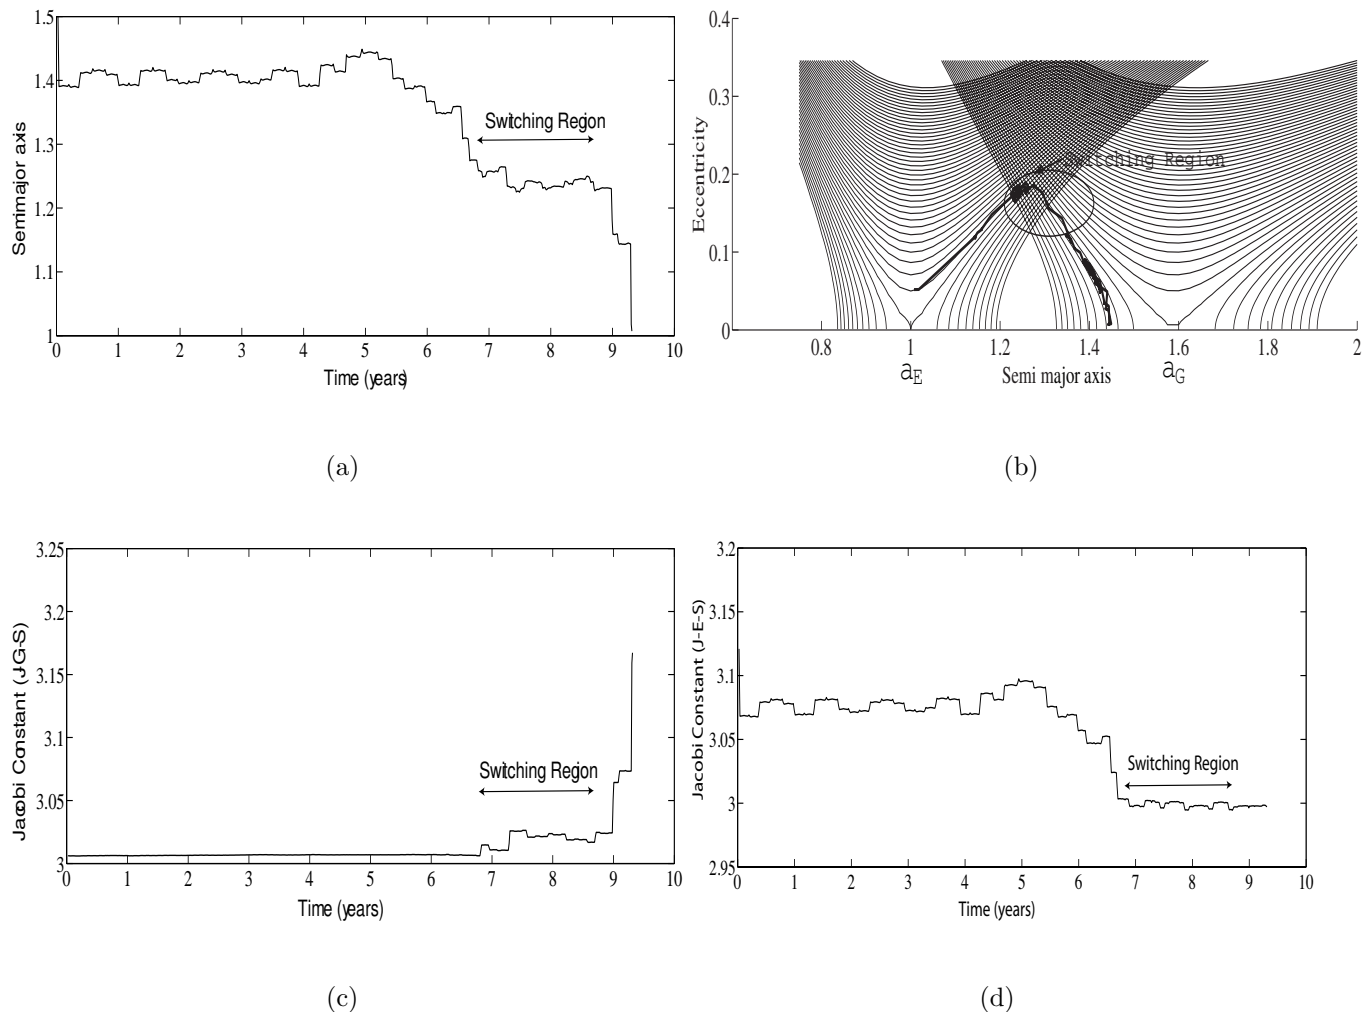 1.5
1.4
1.3
1.2
1.1
1
Semimajor axis
Switching Region
0 1 2 3 4 5 6 7 8 9 10
Time (years)
(a)
0.4
0.3
0.2
0.1
0
Eccentricity
Switching Region
0.8 1 1.2 1.4 1.6 1.8 2
aE Semi major axis aG
(b)
3.25
3.2
3.15
3.1
3.05
3
Jacobi Constant (J-G-S)
Switching Region
0 1 2 3 4 5 6 7 8 9 10
Time (years)
(c)
3.2
3.15
3.1
3.05
3
2.95
Jacobi Constant (J-E-S)
Switching Region
0 1 2 3 4 5 6 7 8 9 10
Time (years)
(d)